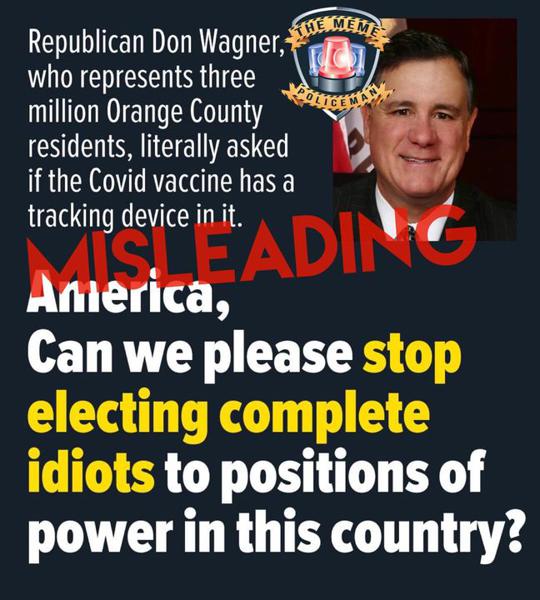 Republican Don Wagner,
who represents three
million Orange County
residents, literally asked
if the Covid vaccine has a
tracking device in it.
THE MEME
POLICEMAN
MISLEADING
America,
Can we please stop
electing complete
idiots to positions of
power in this country?